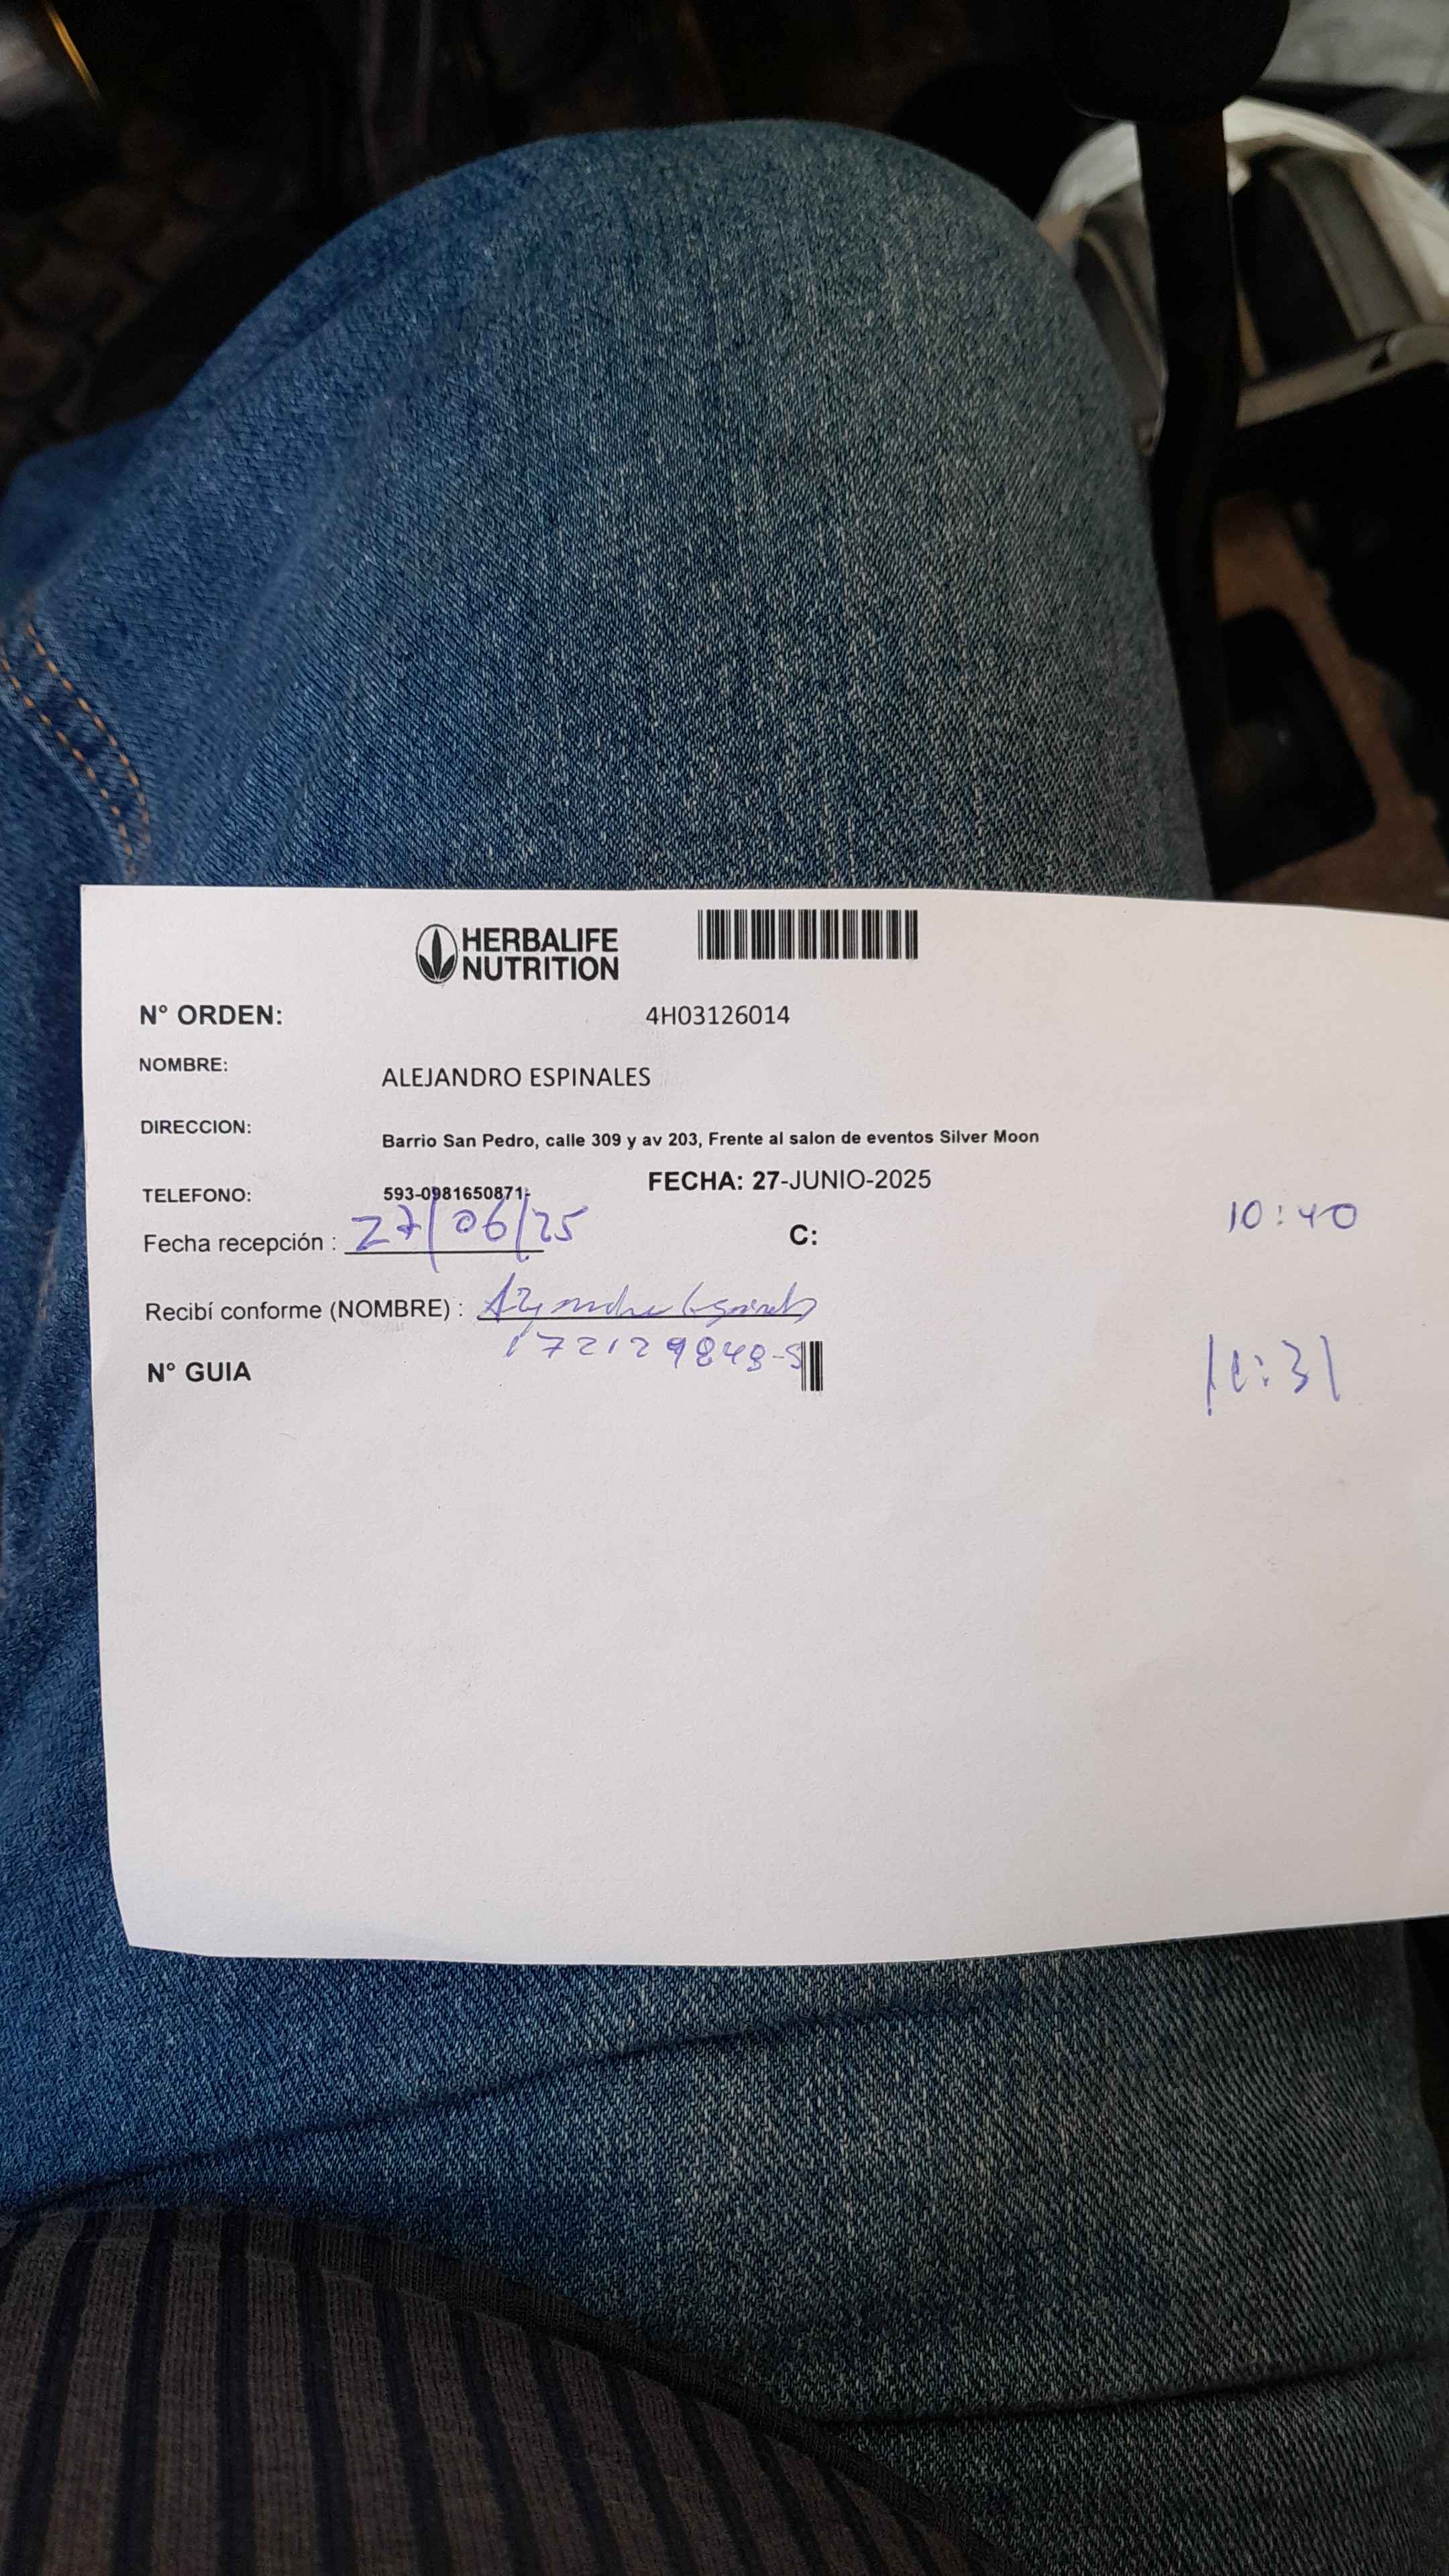 HERBALIFE
NUTRITION
N° ORDEN: 4H03126014
NOMBRE: ALEJANDRO ESPINALES
DIRECCION: Barrio San Pedro, calle 309 y av 203, Frente al salon de eventos Silver Moon
TELEFONO: 593-0981650871- FECHA: 27-JUNIO-2025
10:40
Fecha recepción : 27/06/25 C:
Recibí conforme (NOMBRE) : Alejandro Espinales
172129848-5
N° GUIA
11:31